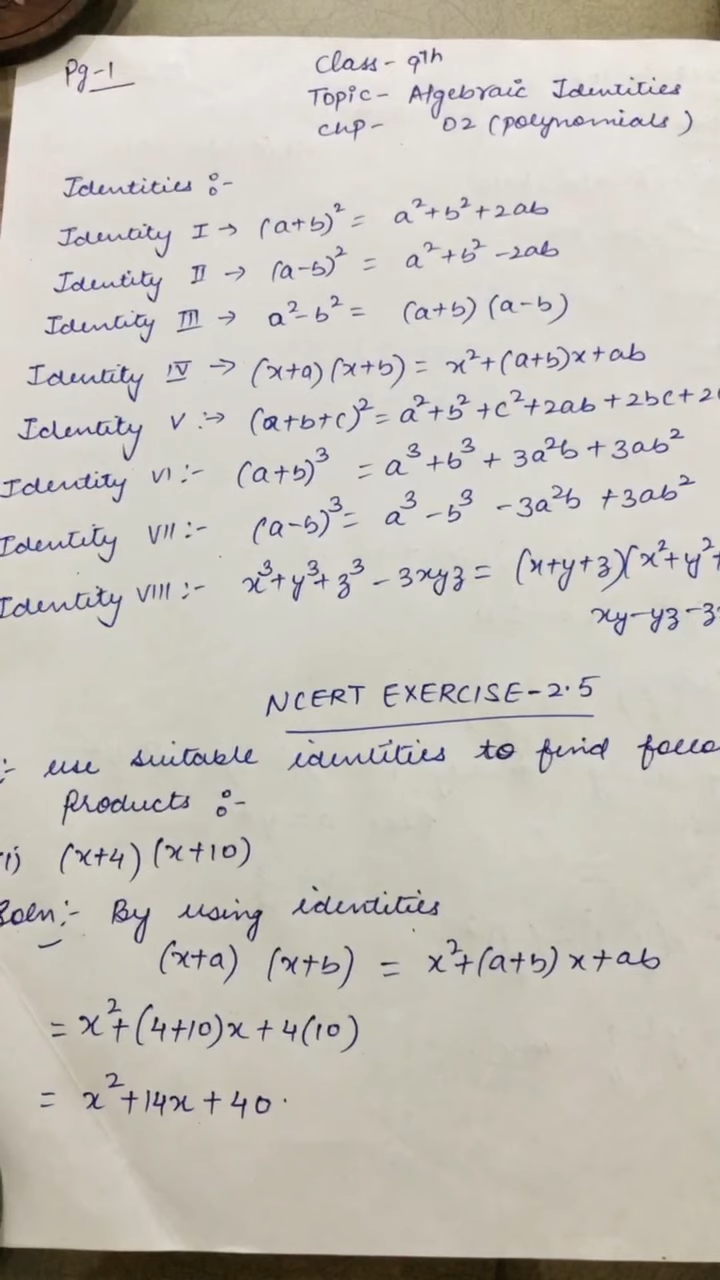 Pg-1
Class- 9th
Topic- Algebraic Identities
Chp- 02 (polynomials)
Identities :-
Identity I → (a+b)² = a²+b²+2ab
Identity II → (a-b)² = a²+b²-2ab
Identity III → a²-b² = (a+b) (a-b)
Identity IV → (x+a) (x+b) = x²+(a+b)x+ab
Identity V :→ (a+b+c)² = a²+b²+c²+2ab+2bc+2
Identity VI :- (a+b)³ = a³+b³+3a²b+3ab²
Identity VII :- (a-b)³ = a³-b³-3a²b+3ab²
Identity VIII :- x³+y³+z³-3xyz = (x+y+z)(x²+y²+
xy-yz-z
NCERT EXERCISE-2.5
:- use suitable identities to find
products :-
i) (x+4) (x+10)
Soln:- By using identities
(x+a) (x+b) = x²+(a+b)x+ab
= x²+(4+10)x+4(10)
= x²+14x+40.